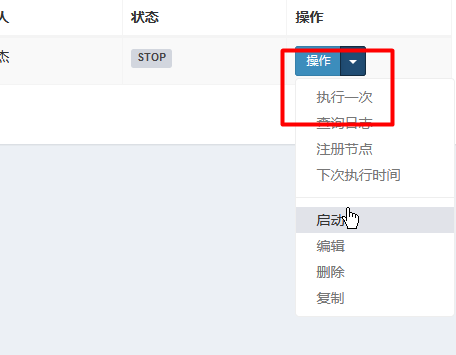 人 状态 操作
杰 STOP 操作
执行一次
查询日志
注册节点
下次执行时间
启动
编辑
删除
复制